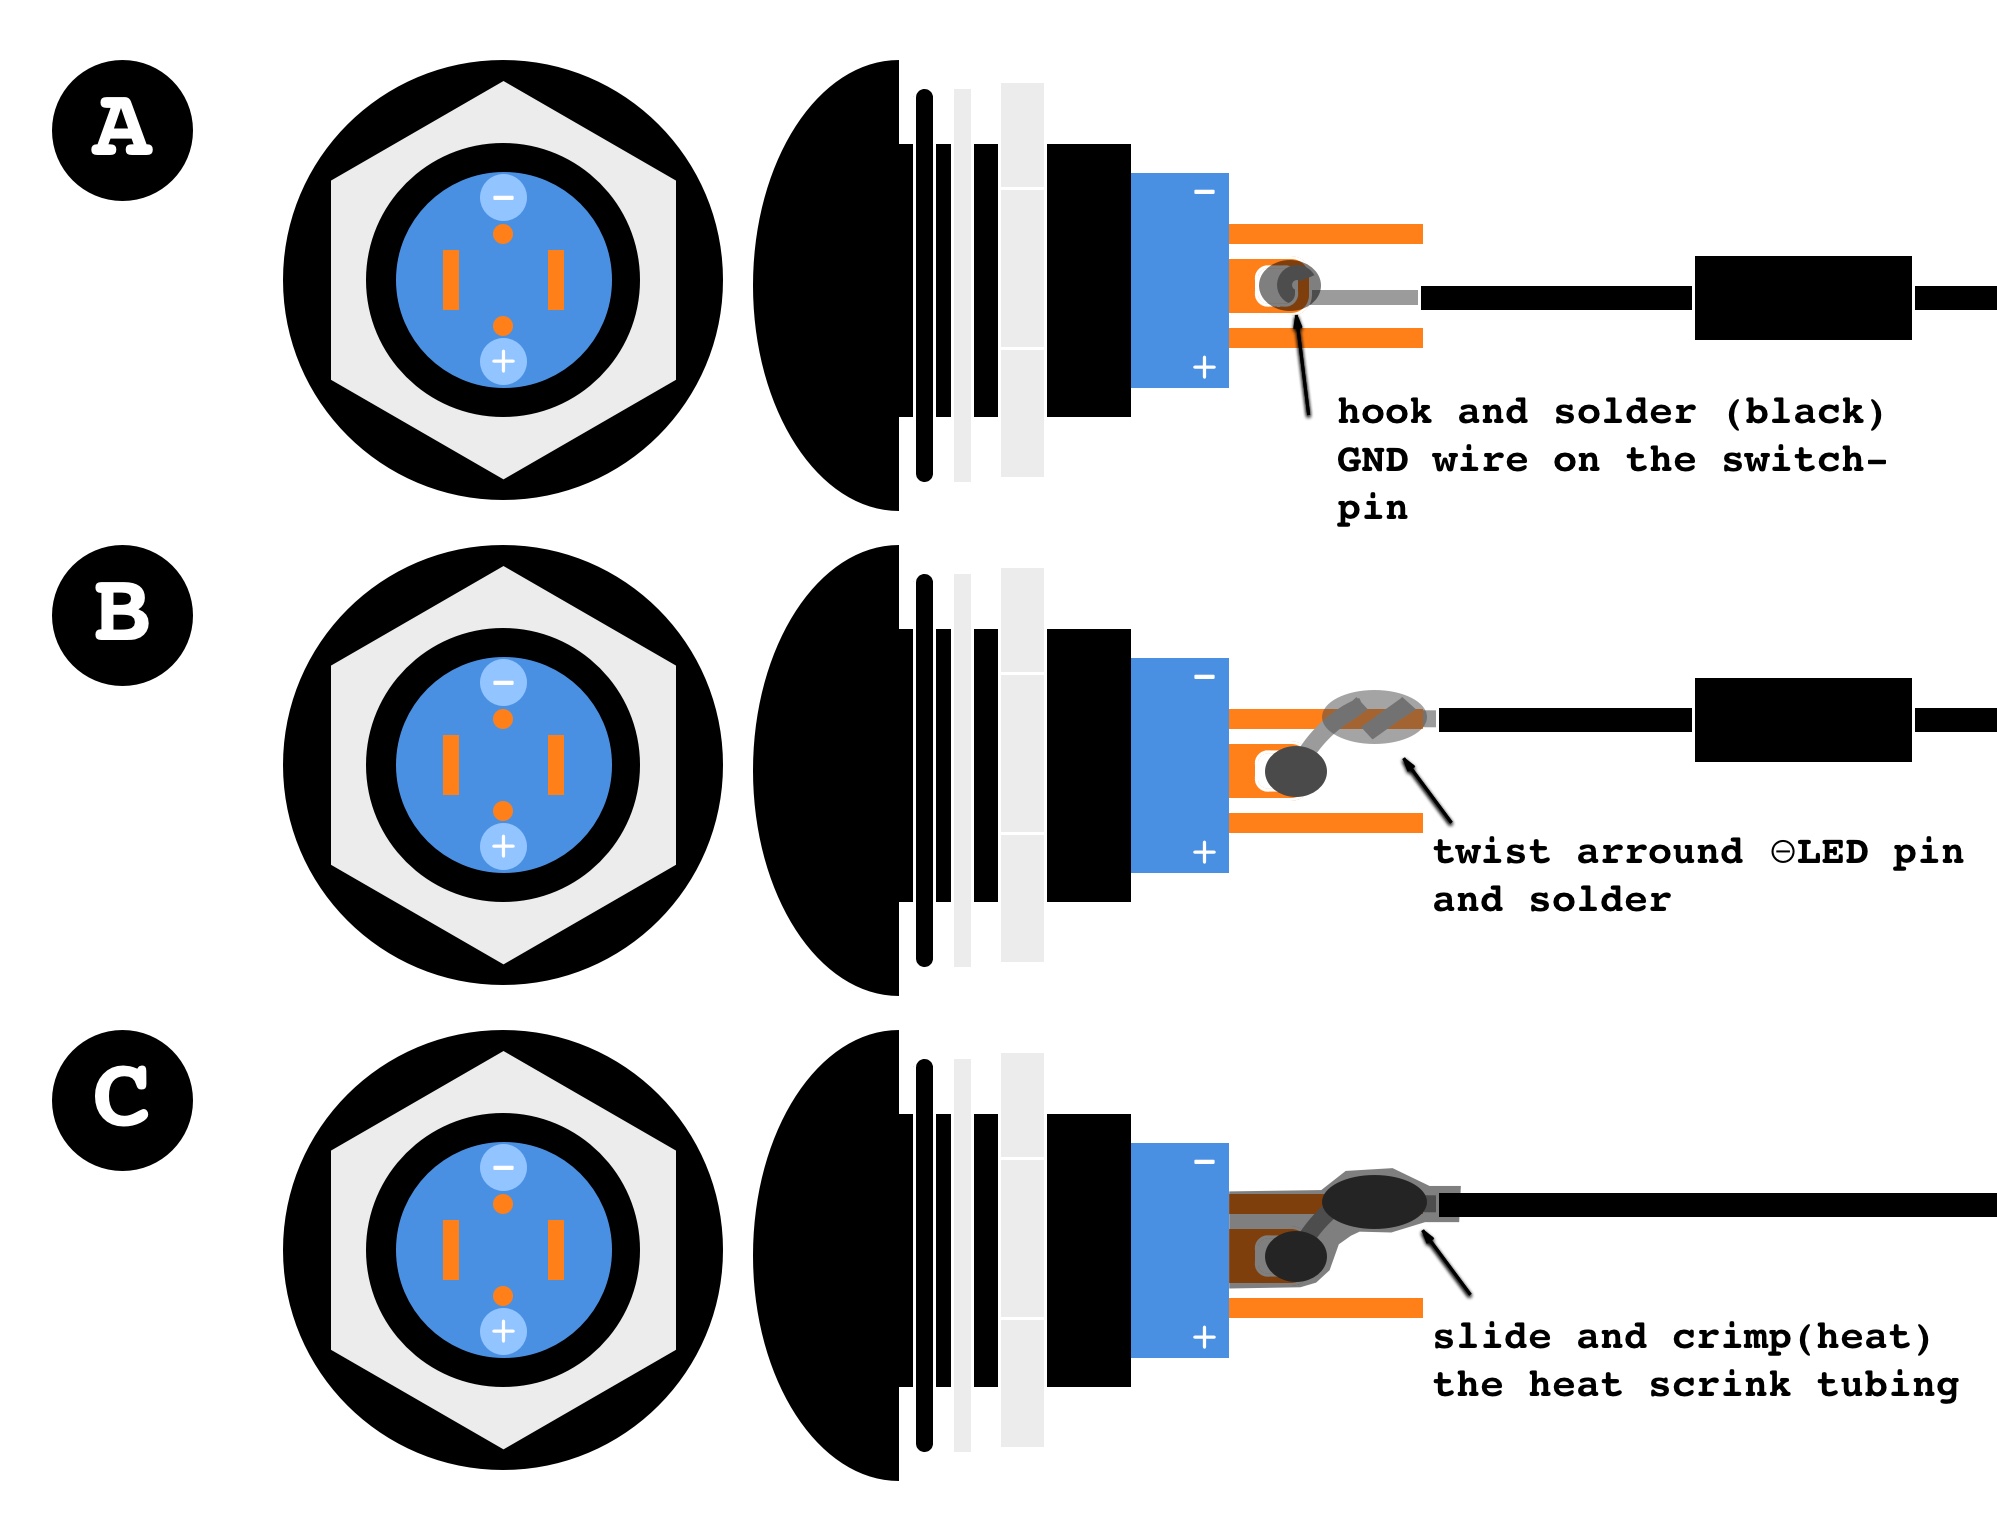 A
−
+
−
+
hook and solder (black)
GND wire on the switch-
pin
B
−
+
−
+
twist arround ⊖LED pin
and solder
C
−
+
−
+
slide and crimp(heat)
the heat scrink tubing